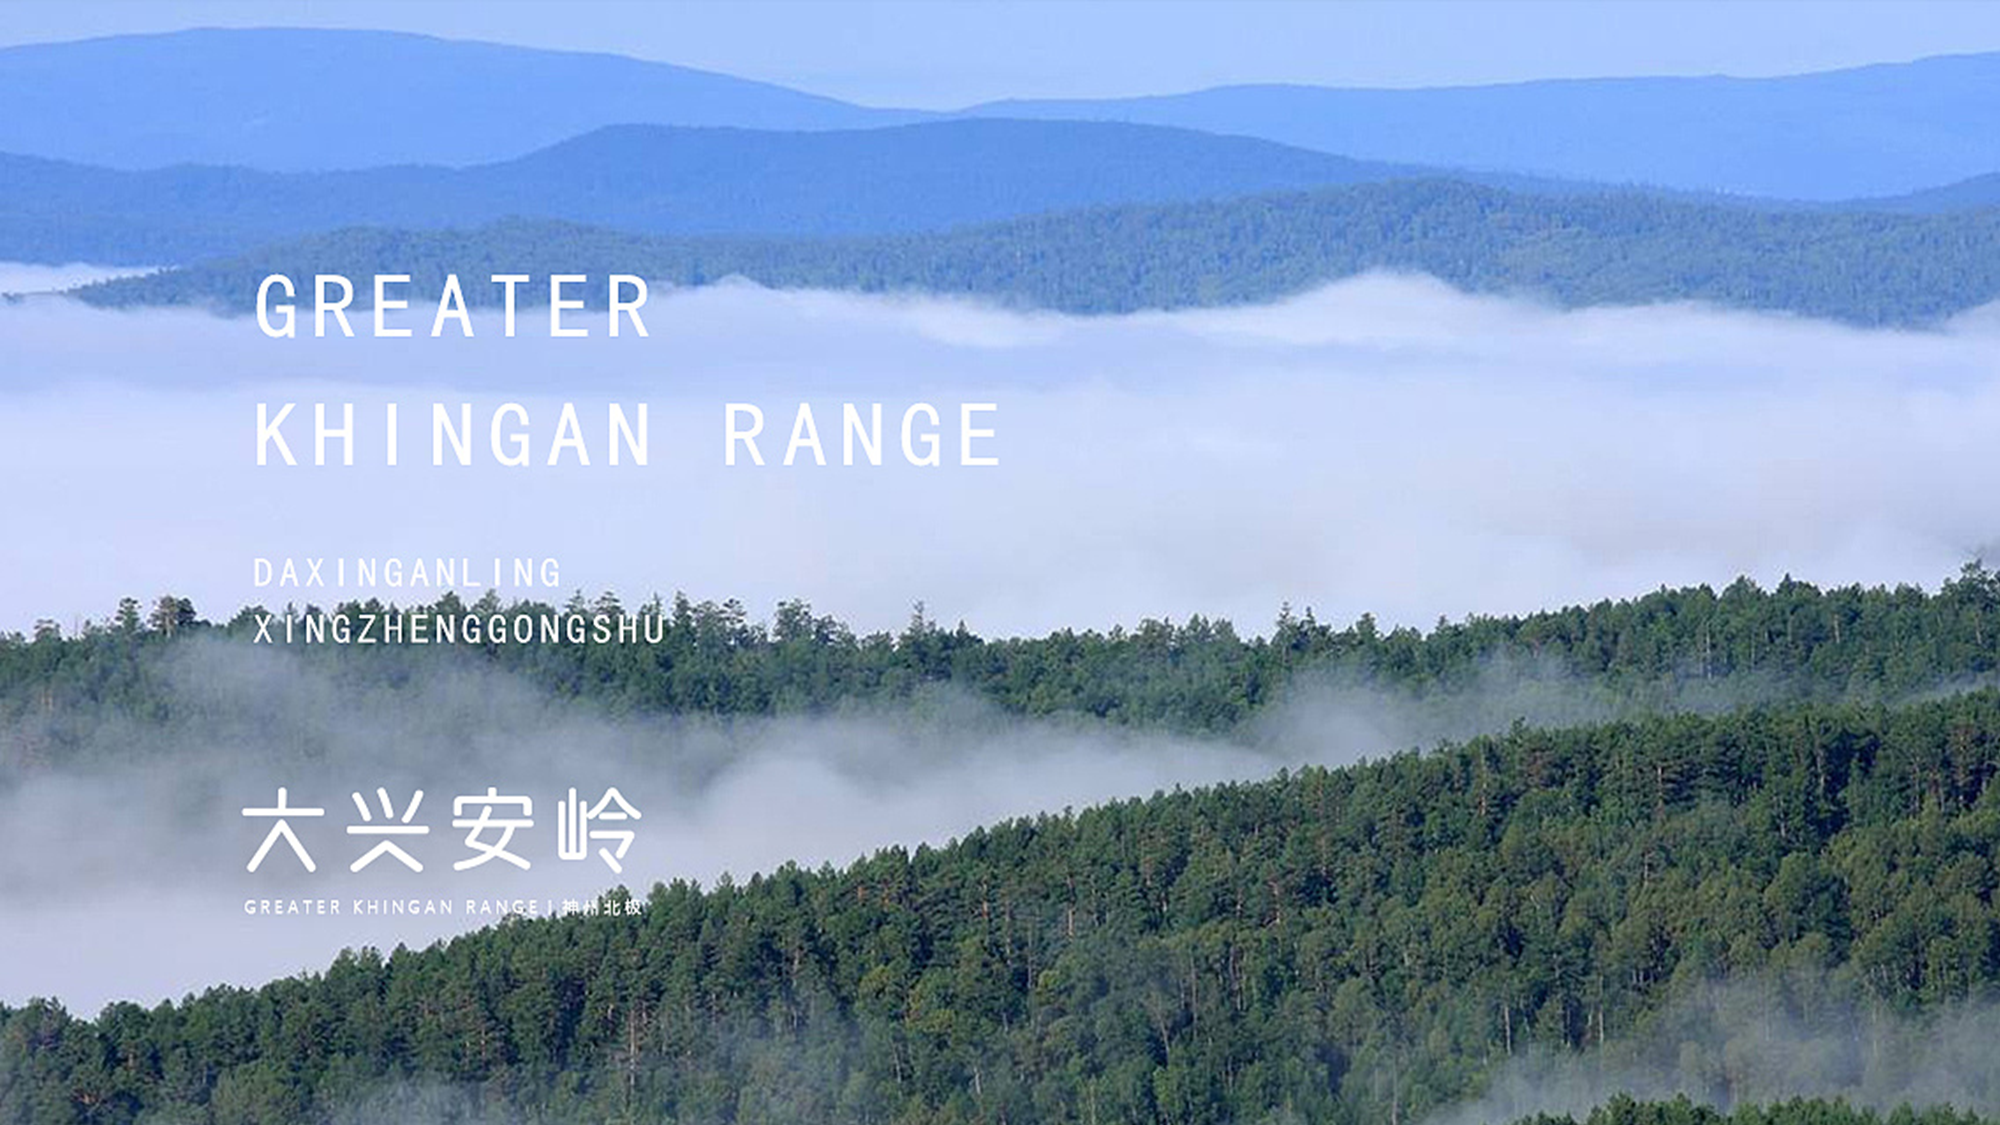 GREATER
KHINGAN RANGE
DAXINGANLING
XINGZHENGGONGSHU
大兴安岭
GREATER KHINGAN RANGE | 神州北极